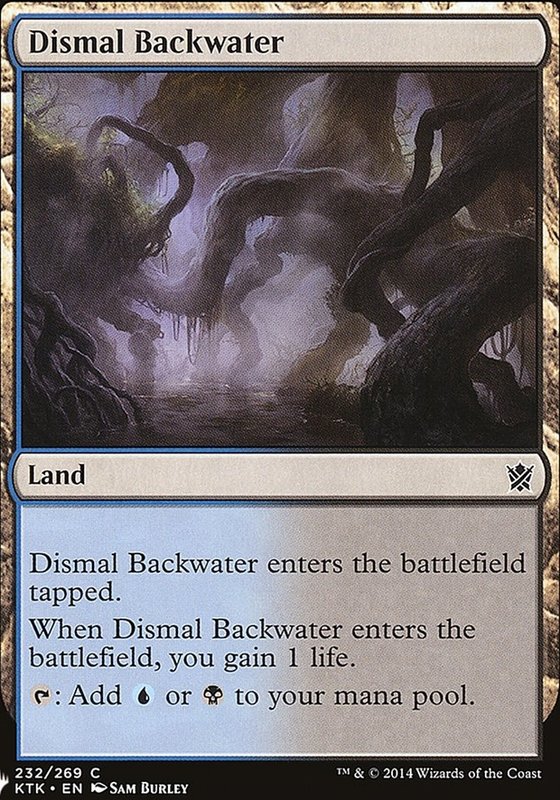 Dismal Backwater
Land
Dismal Backwater enters the battlefield
tapped.
When Dismal Backwater enters the
battlefield, you gain 1 life.
: Add or to your mana pool.
232/269 C
KTK • EN SAM BURLEY
™ & © 2014 Wizards of the Coast